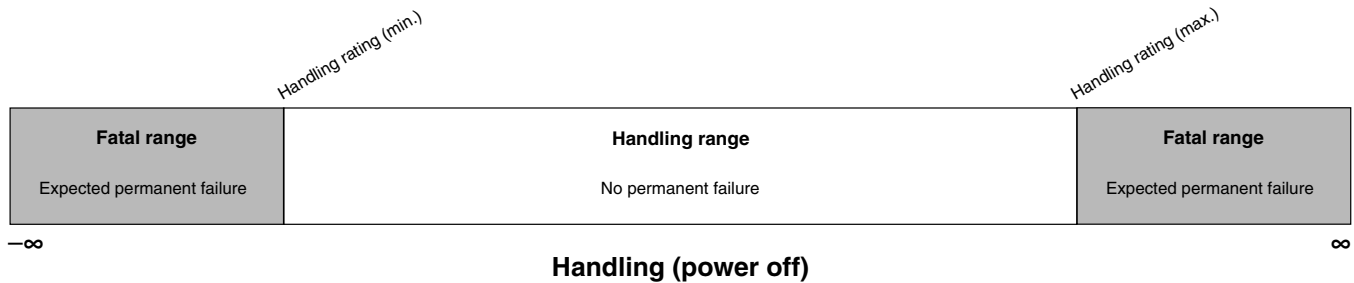 Handling rating (min.)
Handling rating (max.)
Fatal range
Handling range
Fatal range
Expected permanent failure
No permanent failure
Expected permanent failure
–∞
∞
Handling (power off)